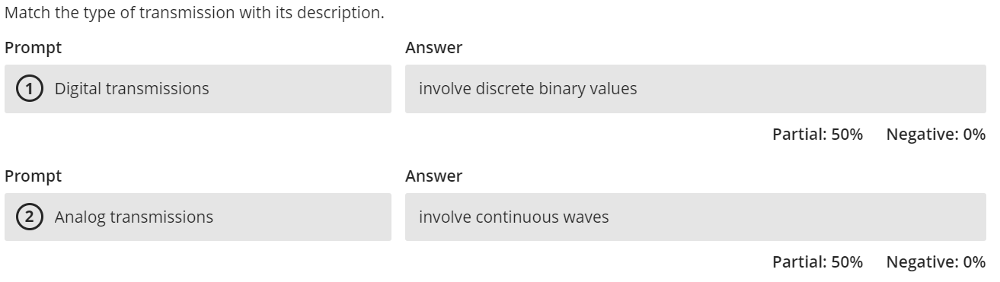 Match the type of transmission with its description.
Prompt Answer
1 Digital transmissions involve discrete binary values
Partial: 50% Negative: 0%
Prompt Answer
2 Analog transmissions involve continuous waves
Partial: 50% Negative: 0%